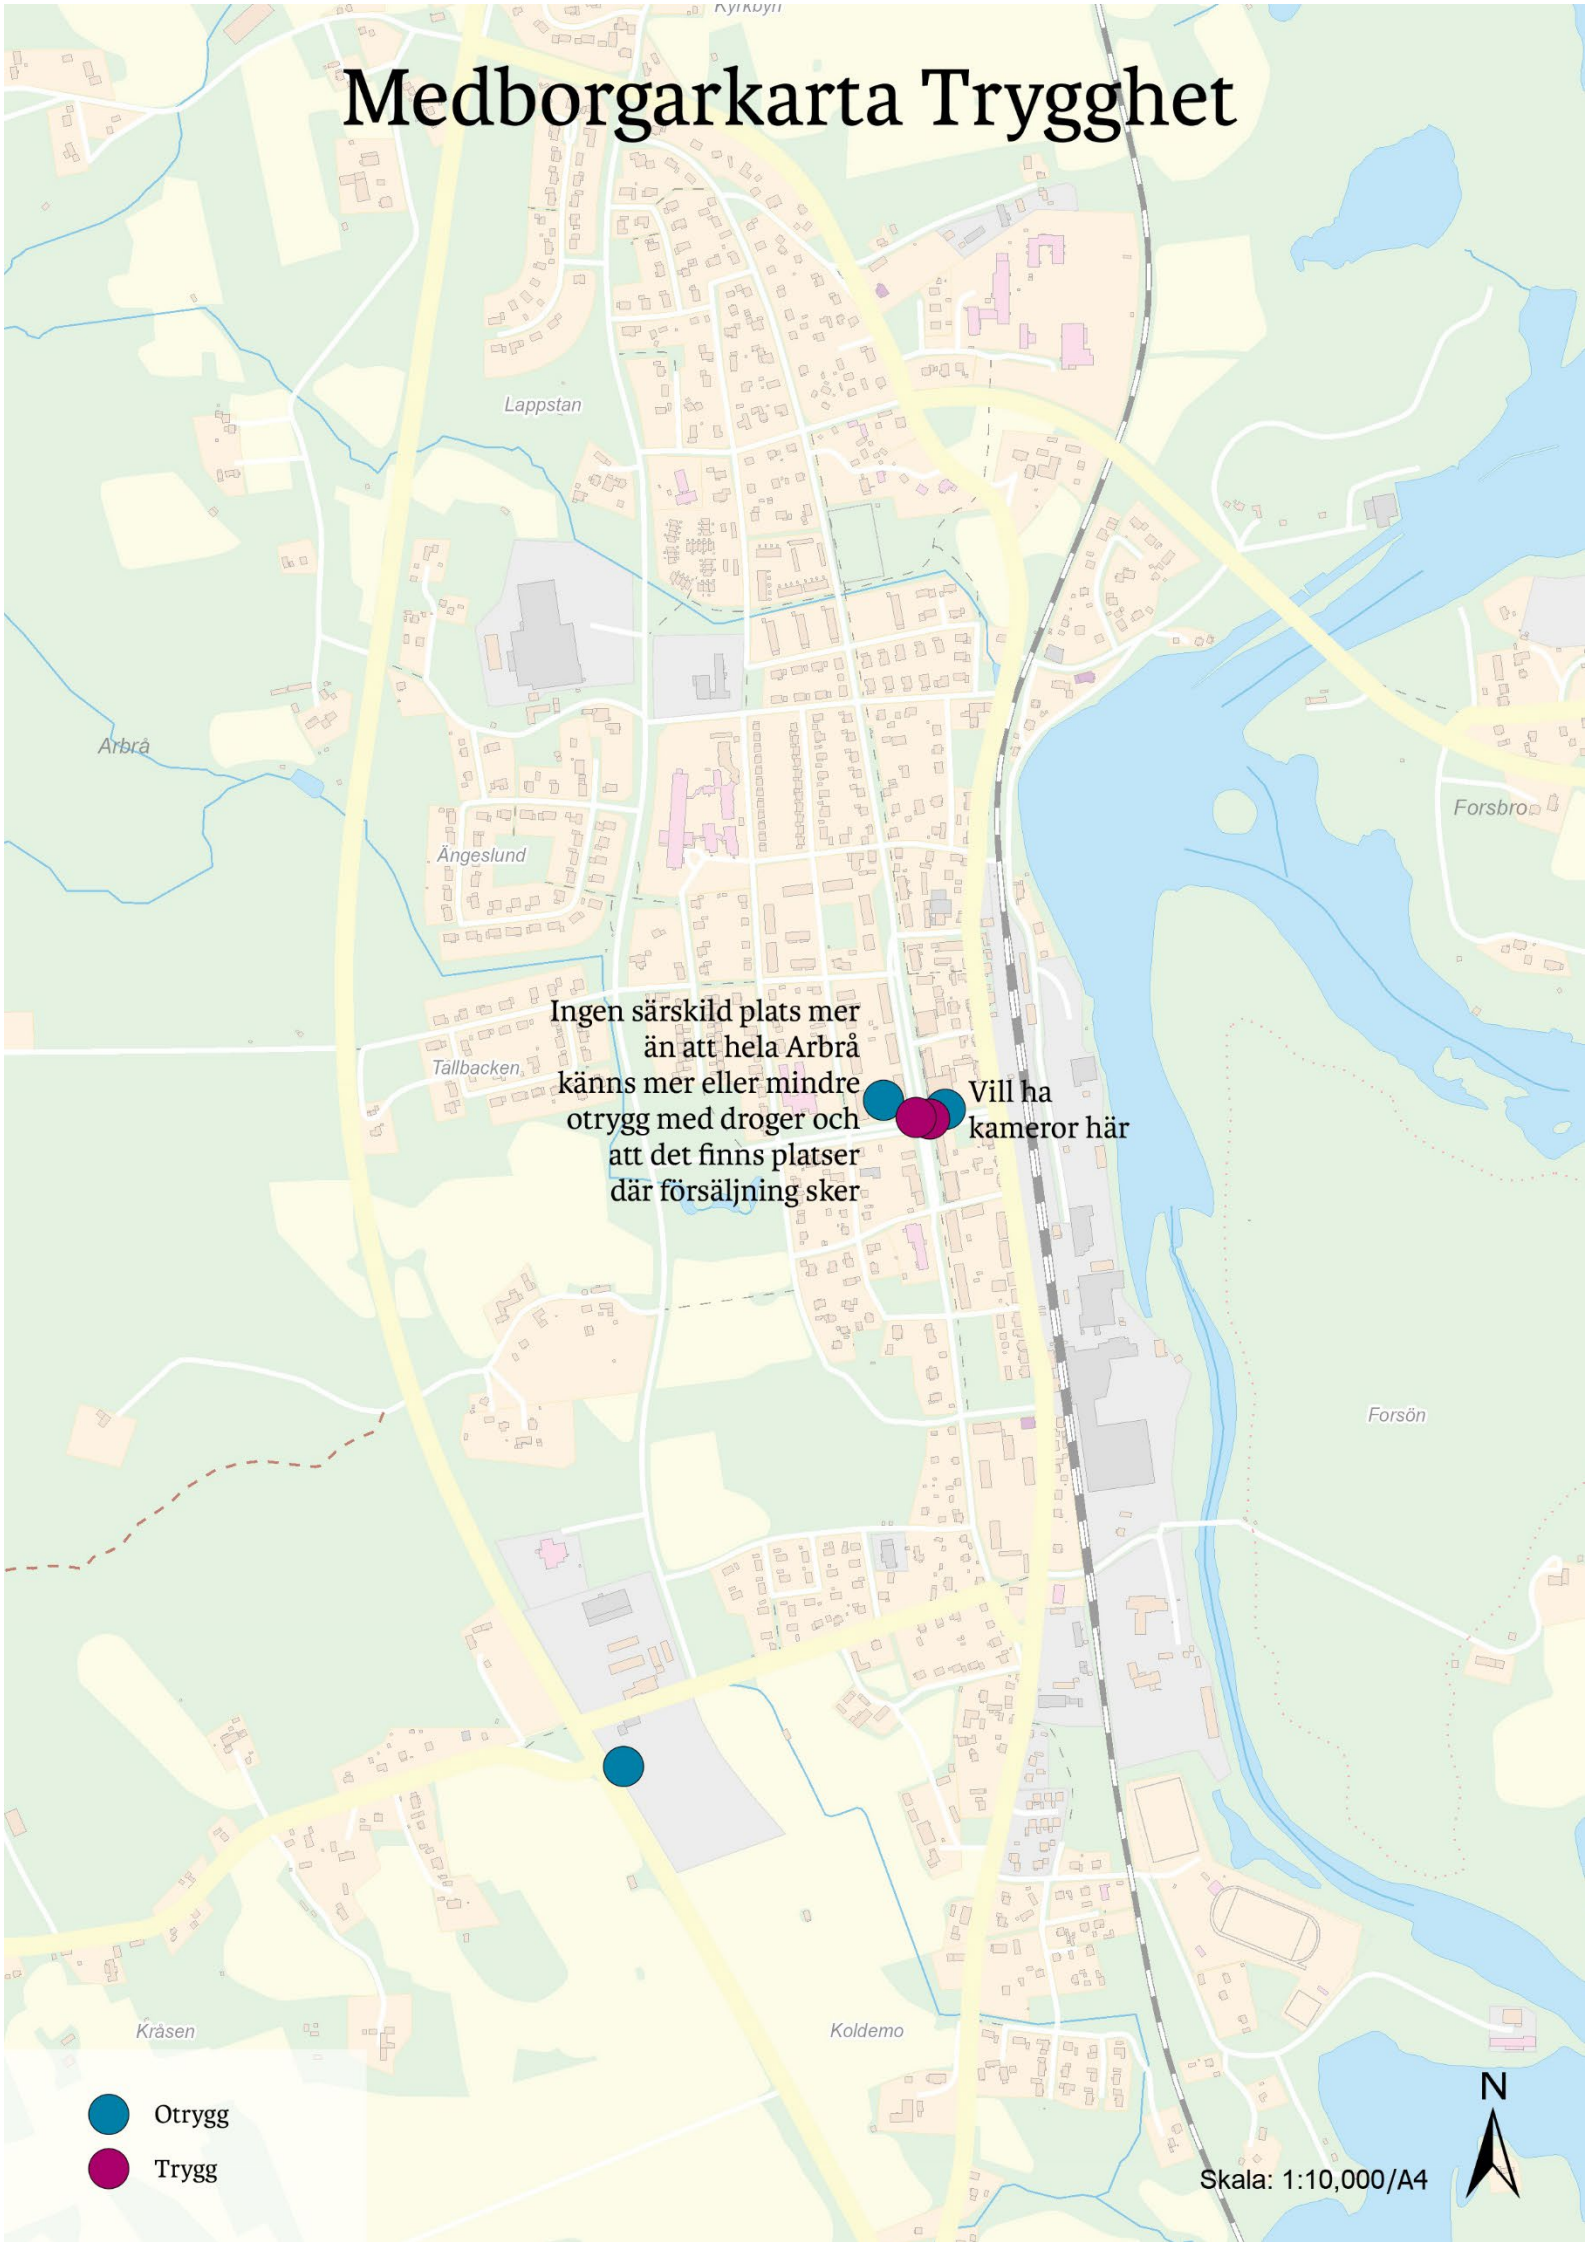 Kyrkbyn
Medborgarkarta Trygghet
Lappstan
Arbrå
Forsbro
Ängeslund
Ingen särskild plats mer
än att hela Arbrå
känns mer eller mindre
otrygg med droger och
att det finns platser
där försäljning sker
Tällbacken
Vill ha
kameror här
Forsön
Kråsen
Koldemo
Otrygg
Trygg
N
Skala: 1:10,000/A4